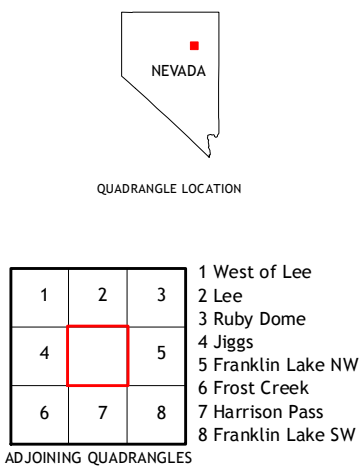 NEVADA
QUADRANGLE LOCATION
1 2 3
4 5
6 7 8
1 West of Lee
2 Lee
3 Ruby Dome
4 Jiggs
5 Franklin Lake NW
6 Frost Creek
7 Harrison Pass
8 Franklin Lake SW
ADJOINING QUADRANGLES